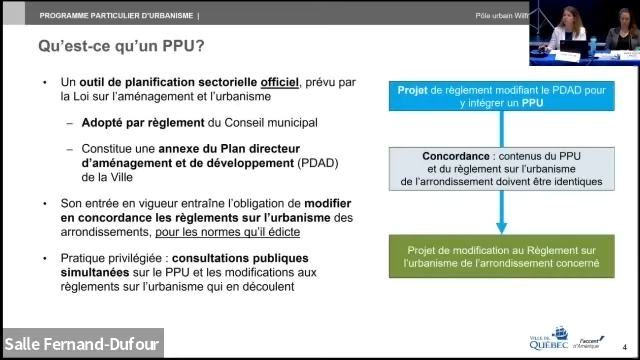 PROGRAMME PARTICULIER D'URBANISME |
Pôle urbain Wilfr
Qu'est-ce qu'un PPU?
• Un outil de planification sectorielle officiel, prévu par
la Loi sur l'aménagement et l'urbanisme
– Adopté par règlement du Conseil municipal
– Constitue une annexe du Plan directeur
d'aménagement et de développement (PDAD)
de la Ville
• Son entrée en vigueur entraîne l'obligation de modifier
en concordance les règlements sur l'urbanisme des
arrondissements, pour les normes qu'il édicte
• Pratique privilégiée : consultations publiques
simultanées sur le PPU et les modifications aux
règlements sur l'urbanisme qui en découlent
Projet de règlement modifiant le PDAD pour
y intégrer un PPU
Concordance : contenus du PPU
et du règlement sur l'urbanisme
de l'arrondissement doivent être identiques
Projet de modification au Règlement sur
l'urbanisme de l'arrondissement concerné
Salle Fernand-Dufour
VILLE DE
QUÉBEC
l'accent
d'Amérique
4